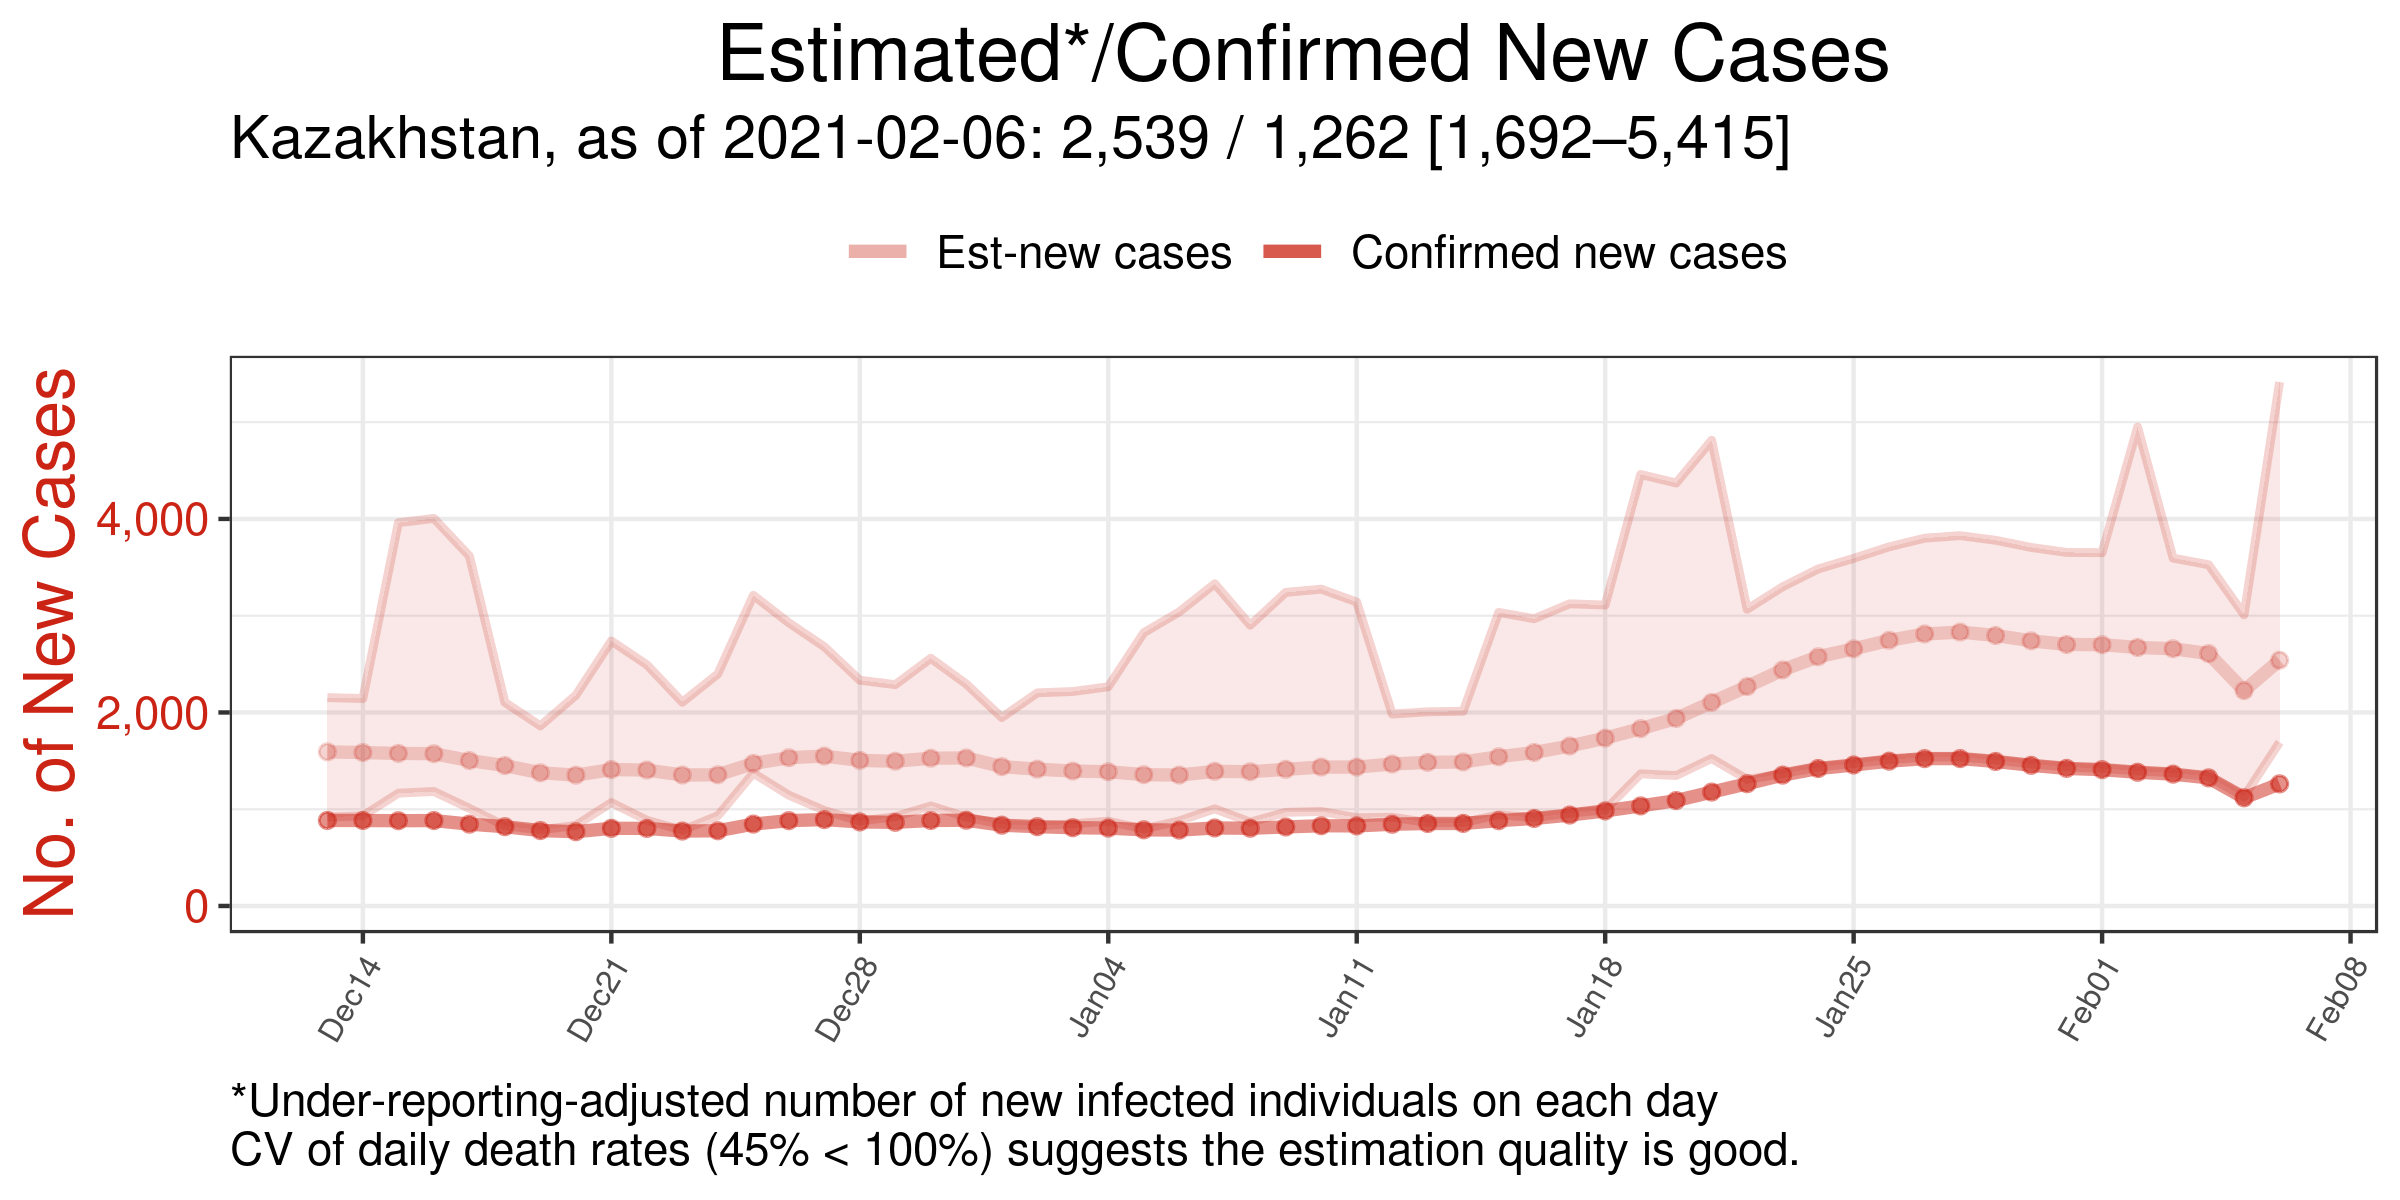 Estimated*/Confirmed New Cases
Kazakhstan, as of 2021-02-06: 2,539 / 1,262 [1,692–5,415]
Est-new cases
Confirmed new cases
No. of New Cases
4,000
2,000
0
Dec14
Dec21
Dec28
Jan04
Jan11
Jan18
Jan25
Feb01
Feb08
*Under-reporting-adjusted number of new infected individuals on each day
CV of daily death rates (45% < 100%) suggests the estimation quality is good.